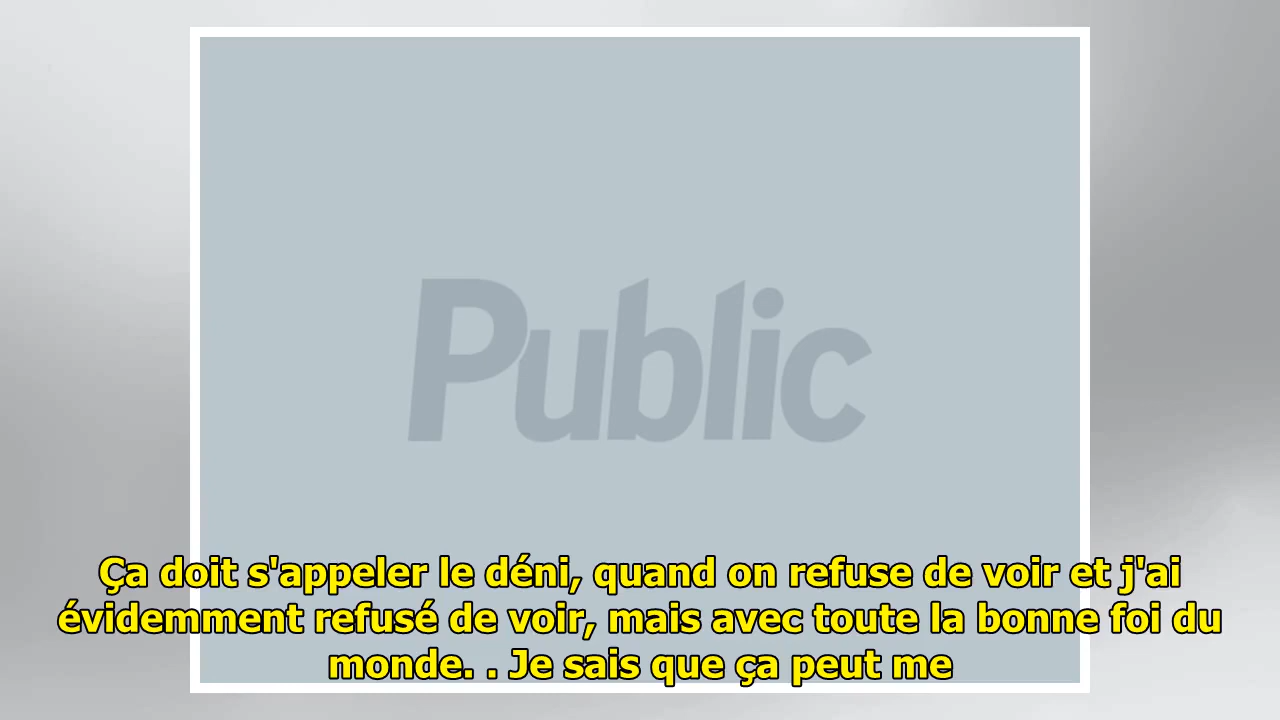 Public
Ça doit s'appeler le déni, quand on refuse de voir et j'ai
évidemment refusé de voir, mais avec toute la bonne foi du
monde. . Je sais que ça peut me